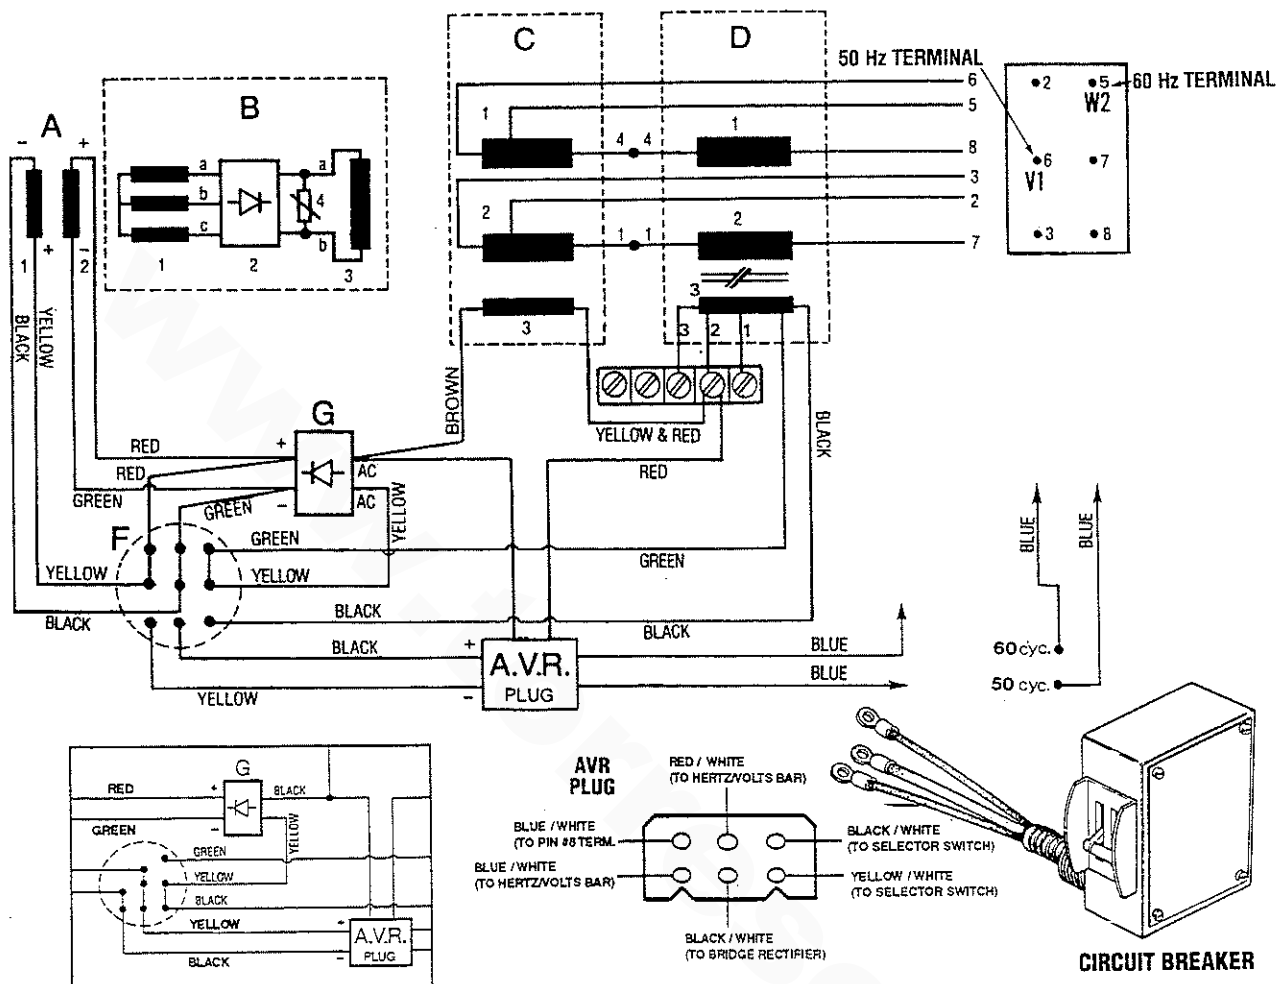 C
D
50 Hz TERMINAL
6
2
5
60 Hz TERMINAL
W2
5
A
B
- +
1
4 4
1
8
a
b
c
a
4
b
6
7
V1
3
2
2
1 1
2
7
3
8
+
-
1
2
1
2
3
3
3
3 2 1
BLACK
YELLOW
BROWN
YELLOW & RED
BLACK
G
RED
+
AC
RED
RED
GREEN
-
AC
GREEN
YELLOW
F
GREEN
GREEN
YELLOW
YELLOW
BLUE
BLUE
BLACK
BLACK
BLACK
BLACK
+
A.V.R.
PLUG
-
BLUE
BLUE
YELLOW
60 cyc.
50 cyc.
G
RED
+
BLACK
GREEN
-
YELLOW
GREEN
YELLOW
BLACK
YELLOW
+
A.V.R.
PLUG
-
BLACK
AVR
PLUG
RED / WHITE
(TO HERTZ/VOLTS BAR)
BLUE / WHITE
(TO PIN #8 TERM.
BLACK / WHITE
(TO SELECTOR SWITCH)
BLUE / WHITE
(TO HERTZ/VOLTS BAR)
YELLOW / WHITE
(TO SELECTOR SWITCH)
BLACK / WHITE
(TO BRIDGE RECTIFIER)
CIRCUIT BREAKER